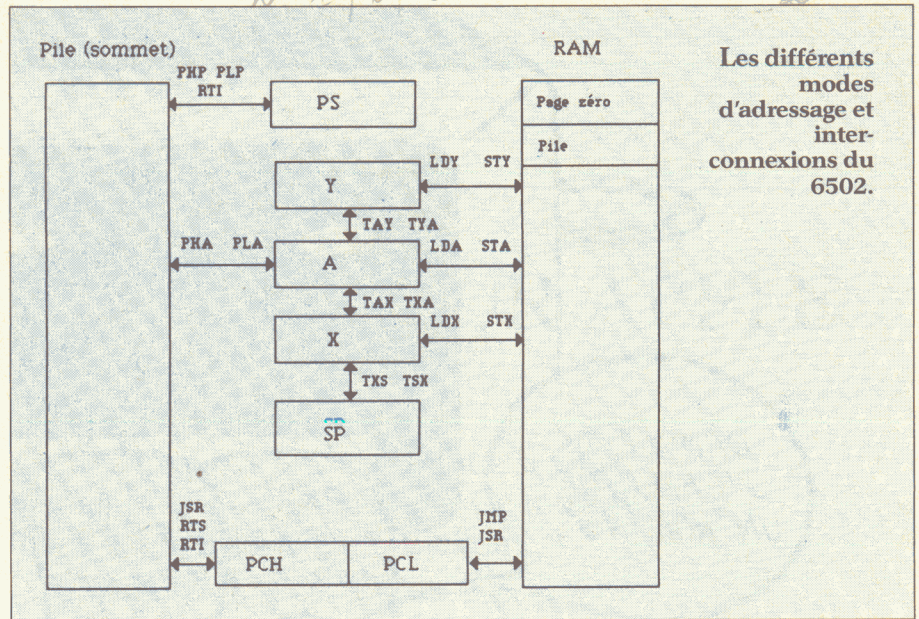 Pile (sommet)
PHP PLP
RTI
PS
RAM
Page zéro
Pile
Les différents
modes
d'adressage et
inter-
connexions du
6502.
Y
LDY STY
TAY TYA
PHA PLA
A
LDA STA
TAX TXA
X
LDX STX
TXS TSX
SP
JSR
RTS
RTI
PCH
PCL
JMP
JSR